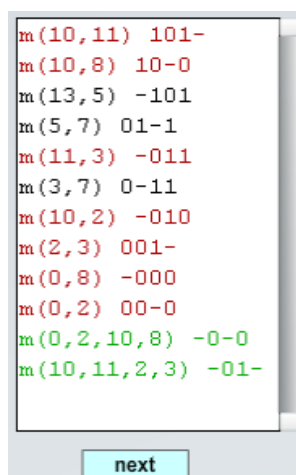 m(10,11) 101-
m(10,8) 10-0
m(13,5) -101
m(5,7) 01-1
m(11,3) -011
m(3,7) 0-11
m(10,2) -010
m(2,3) 001-
m(0,8) -000
m(0,2) 00-0
m(0,2,10,8) -0-0
m(10,11,2,3) -01-
next